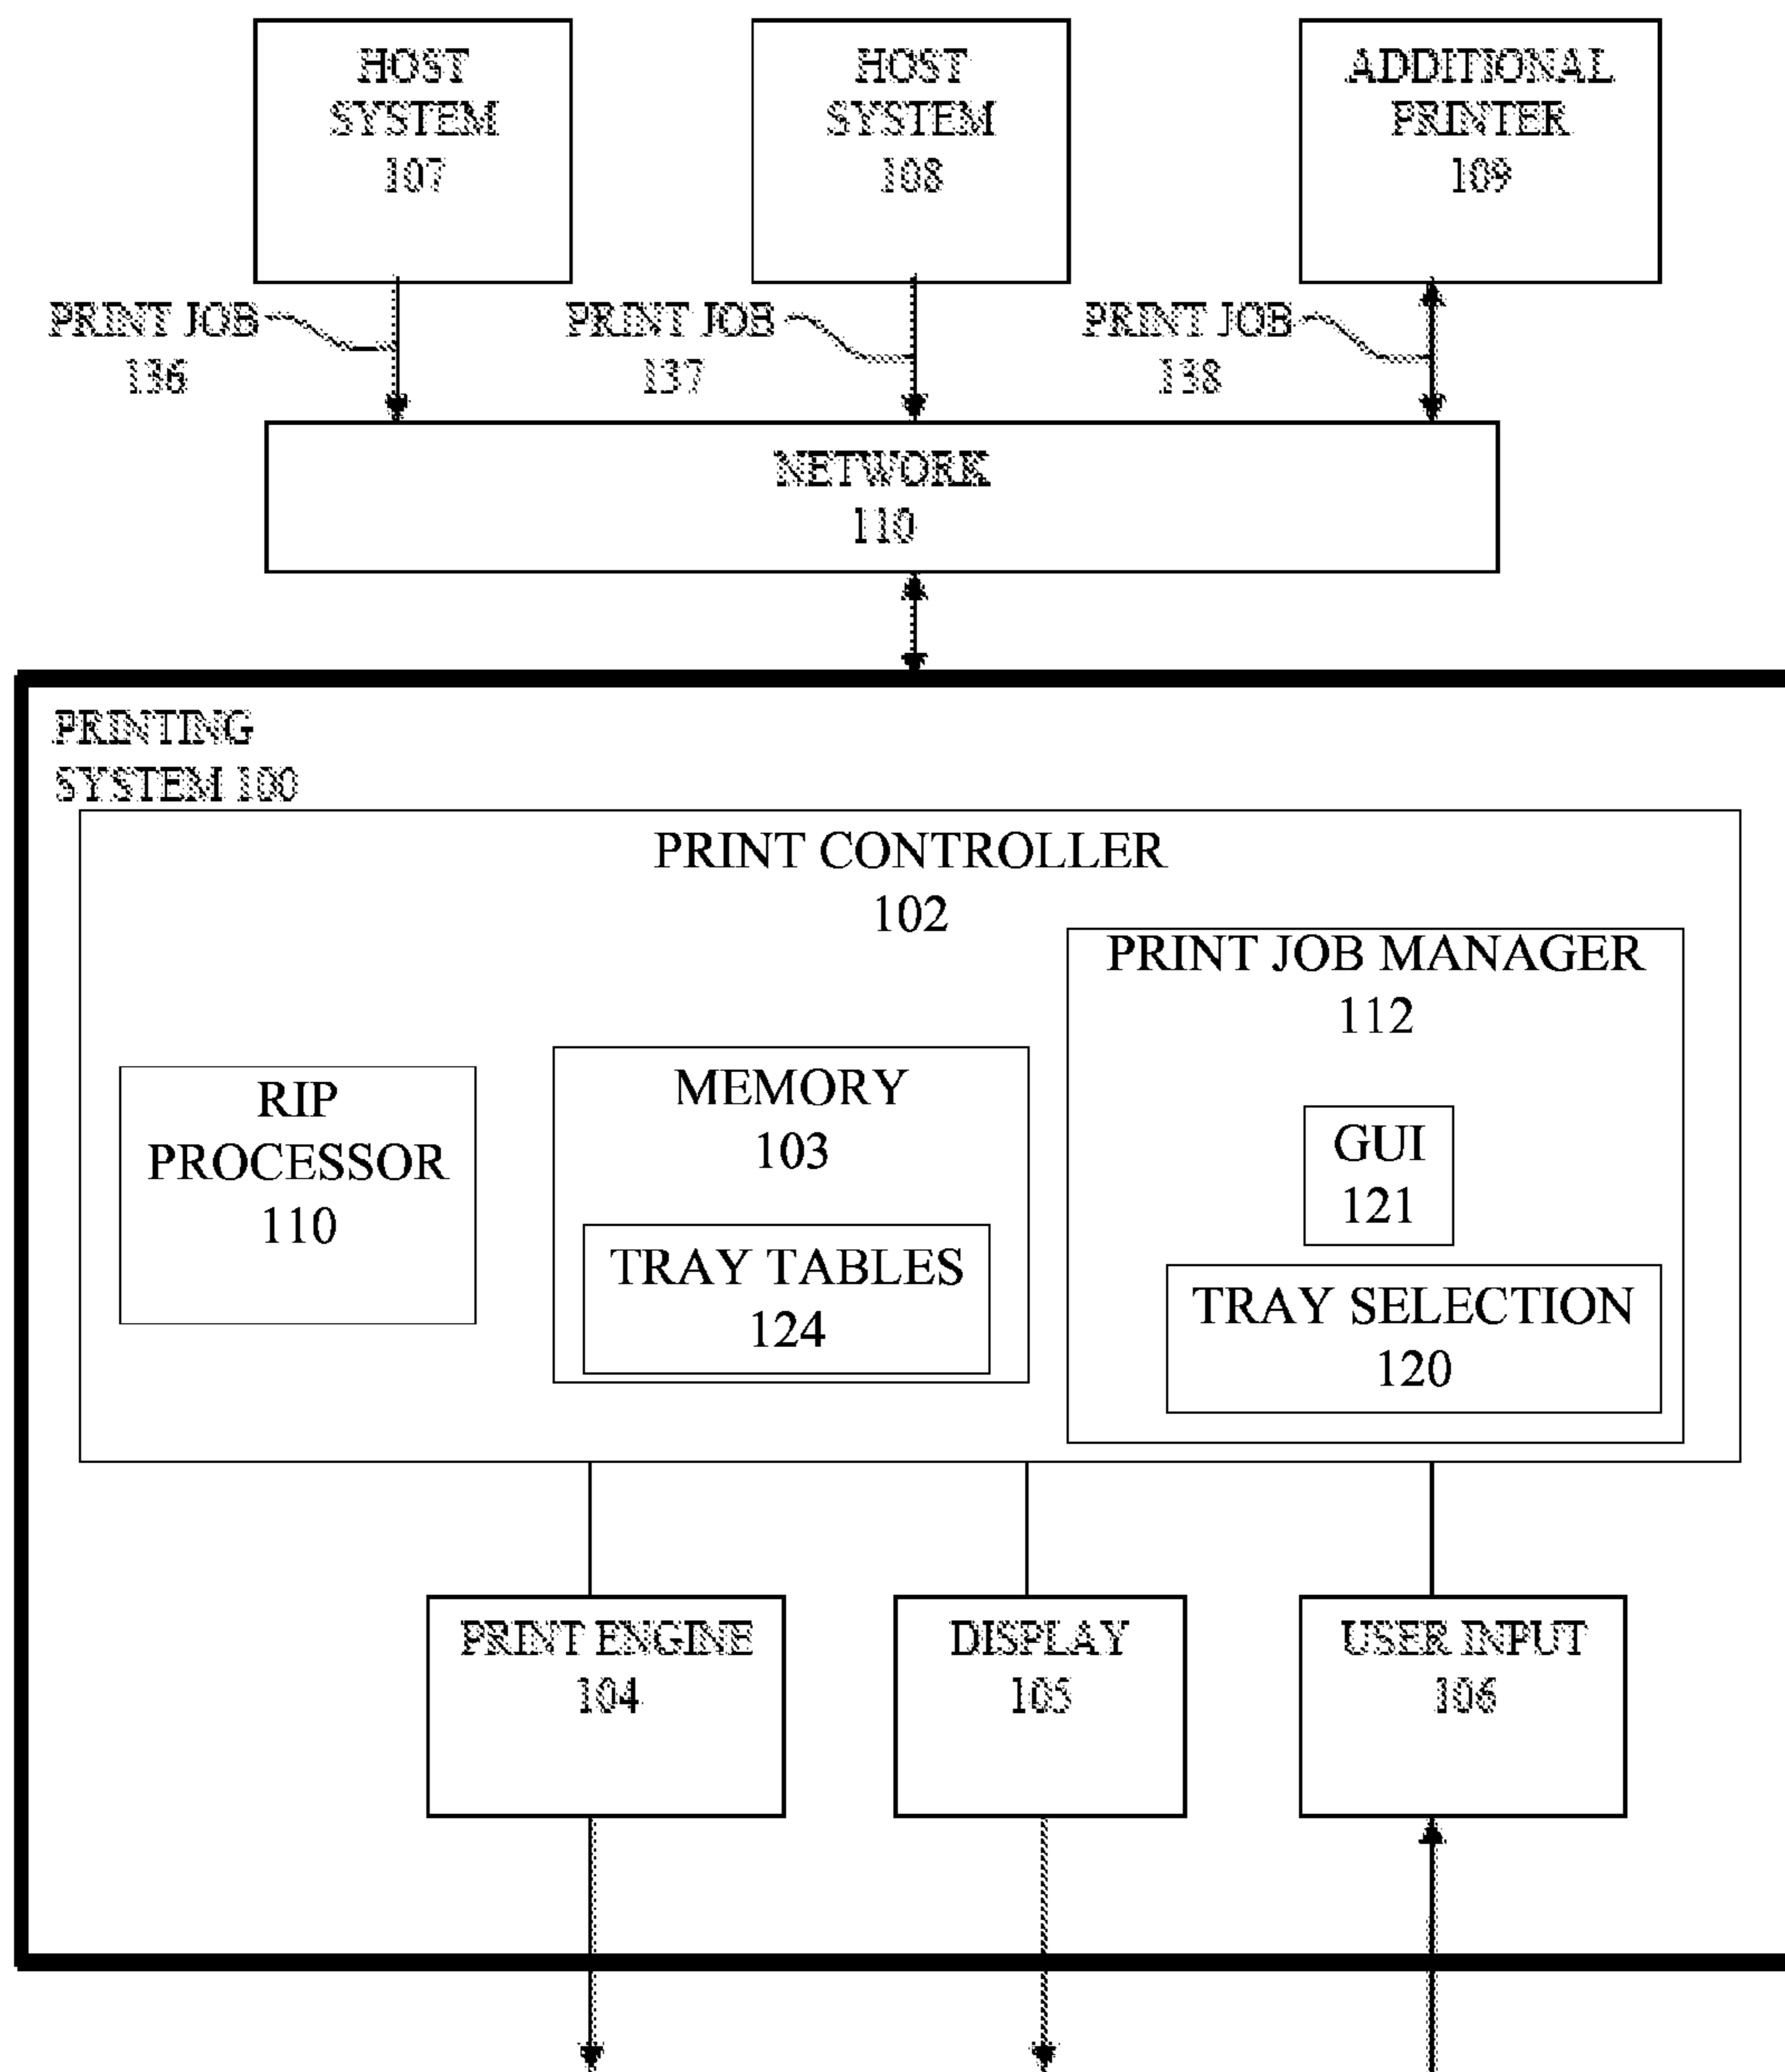 HOST
SYSTEM
107
HOST
SYSTEM
108
ADDITIONAL
PRINTER
109
PRINT JOB
136
PRINT JOB
137
PRINT JOB
138
NETWORK
110
PRINTING
SYSTEM 100
PRINT CONTROLLER
102
PRINT JOB MANAGER
112
RIP
PROCESSOR
110
MEMORY
103
TRAY TABLES
124
GUI
121
TRAY SELECTION
120
PRINT ENGINE
104
DISPLAY
105
USER INPUT
106